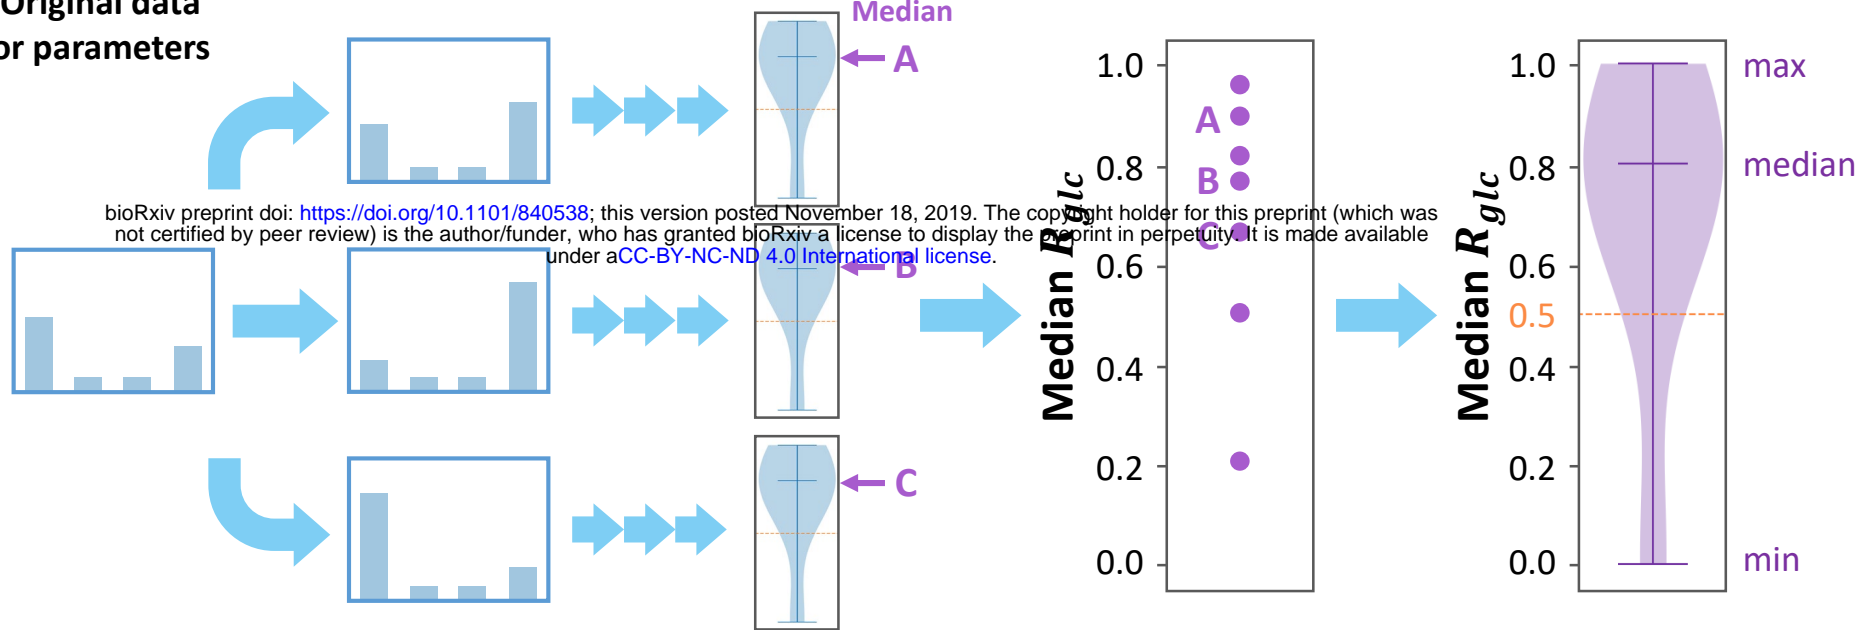 Original data
or parameters
Median
A
B
C
bioRxiv preprint doi: https://doi.org/10.1101/840538; this version posted November 18, 2019. The copyright holder for this preprint (which was
not certified by peer review) is the author/funder, who has granted bioRxiv a license to display the preprint in perpetuity. It is made available
under aCC-BY-NC-ND 4.0 International license.
Median Rglc
1.0
0.8
0.6
0.4
0.2
0.0
A
B
C
Median Rglc
1.0
0.8
0.6
0.5
0.4
0.2
0.0
max
median
min